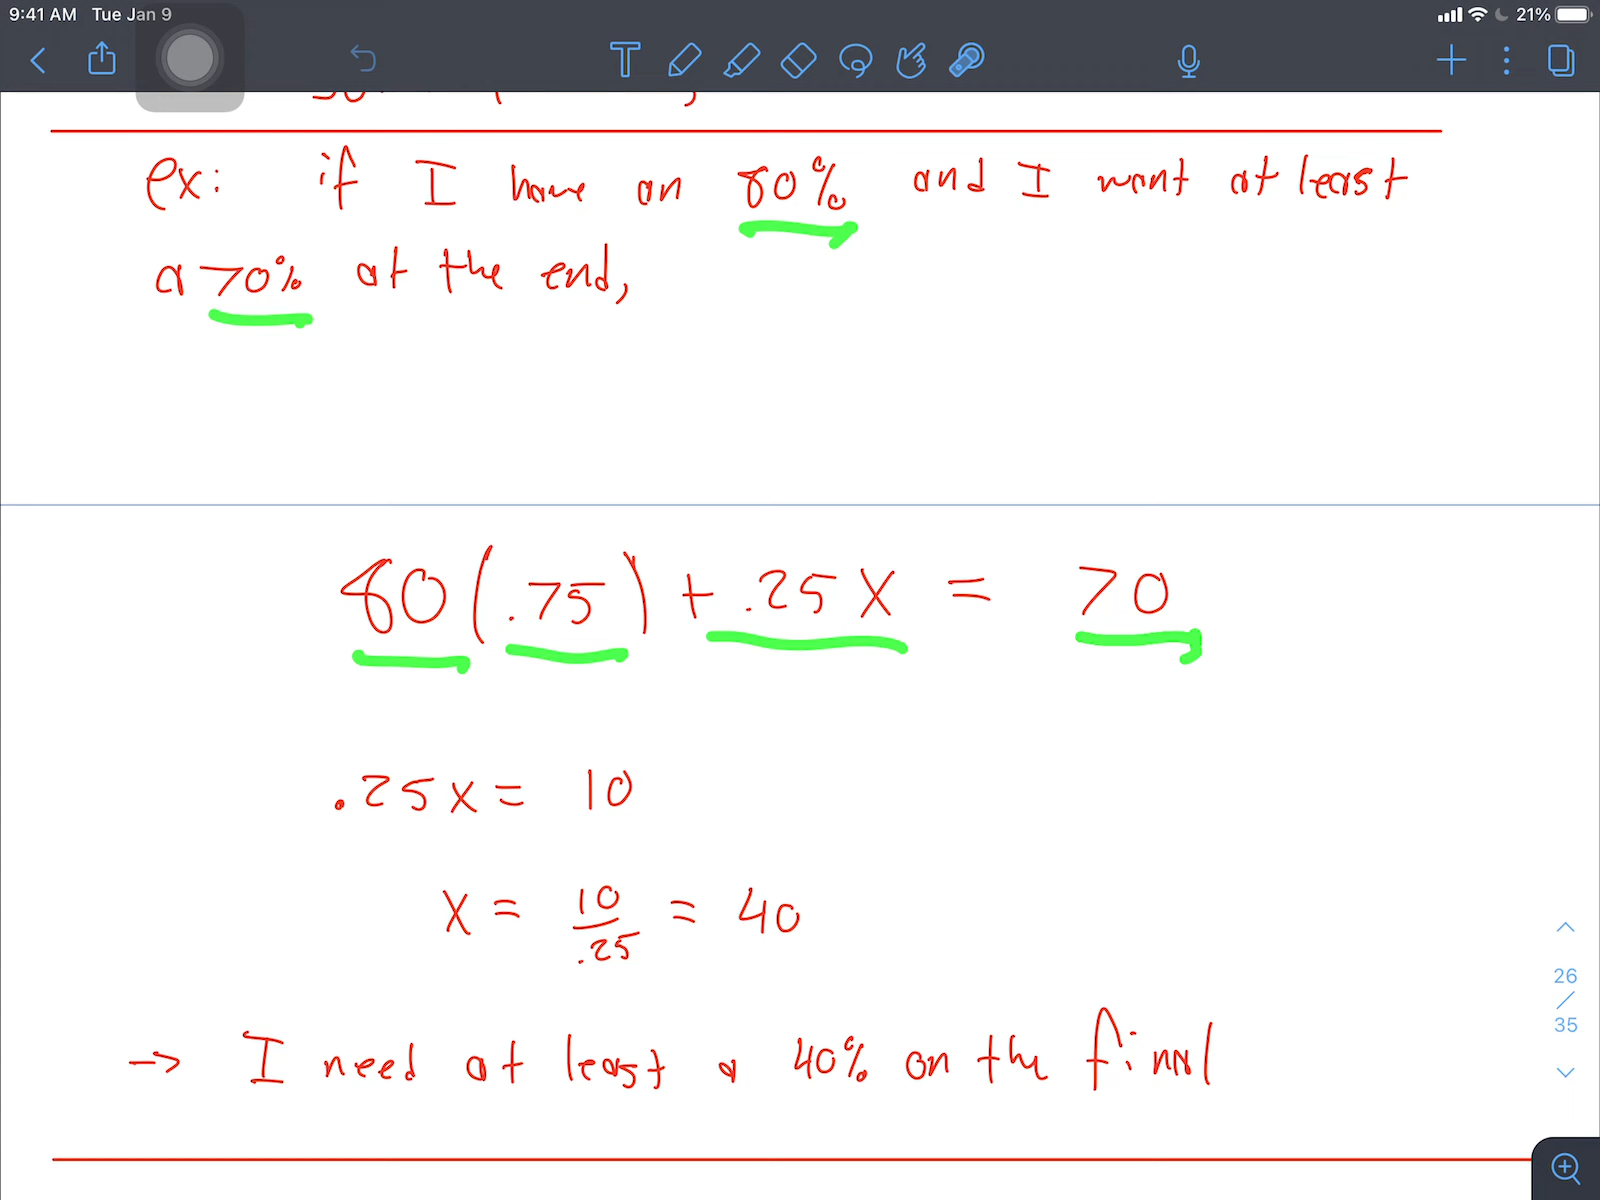 9:41 AM Tue Jan 9 21%
ex: if I have an 80% and I want at least
a 70% at the end,
80(.75) + .25x = 70
.25x = 10
x = 10/.25 = 40
26
/
35
→ I need at least a 40% on the final